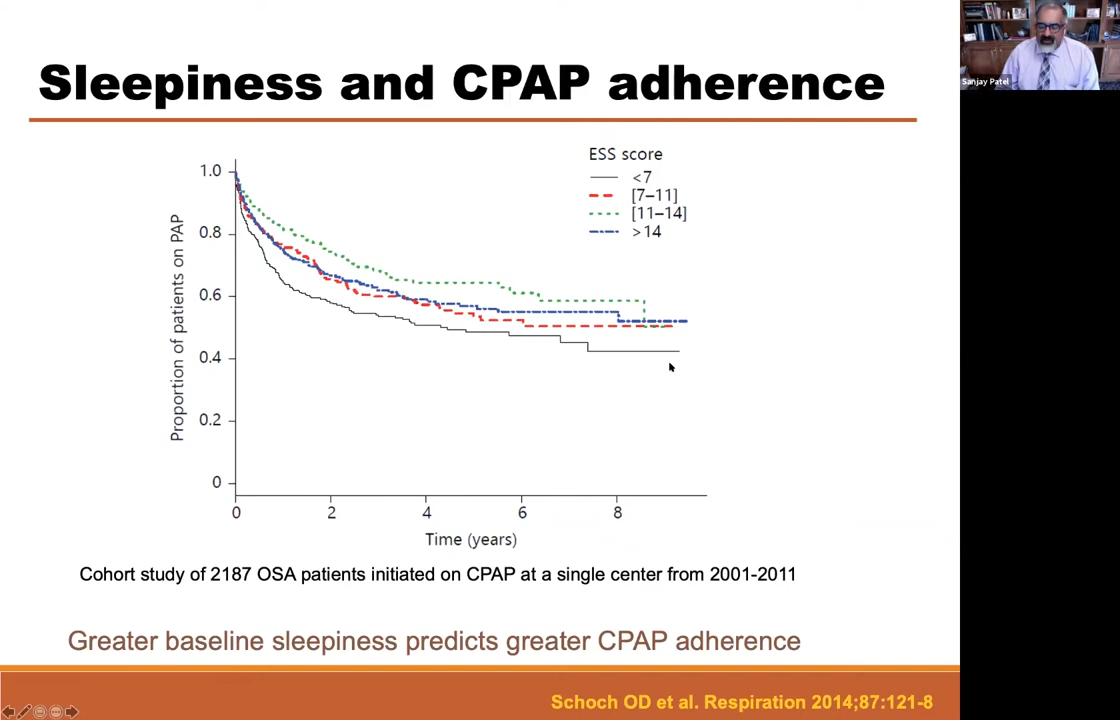 Sleepiness and CPAP adherence
Sanjay Patel
ESS score
<7
[7–11]
[11–14]
>14
Proportion of patients on PAP
1.0
0.8
0.6
0.4
0.2
0
0 2 4 6 8
Time (years)
Cohort study of 2187 OSA patients initiated on CPAP at a single center from 2001-2011
Greater baseline sleepiness predicts greater CPAP adherence
Schoch OD et al. Respiration 2014;87:121-8